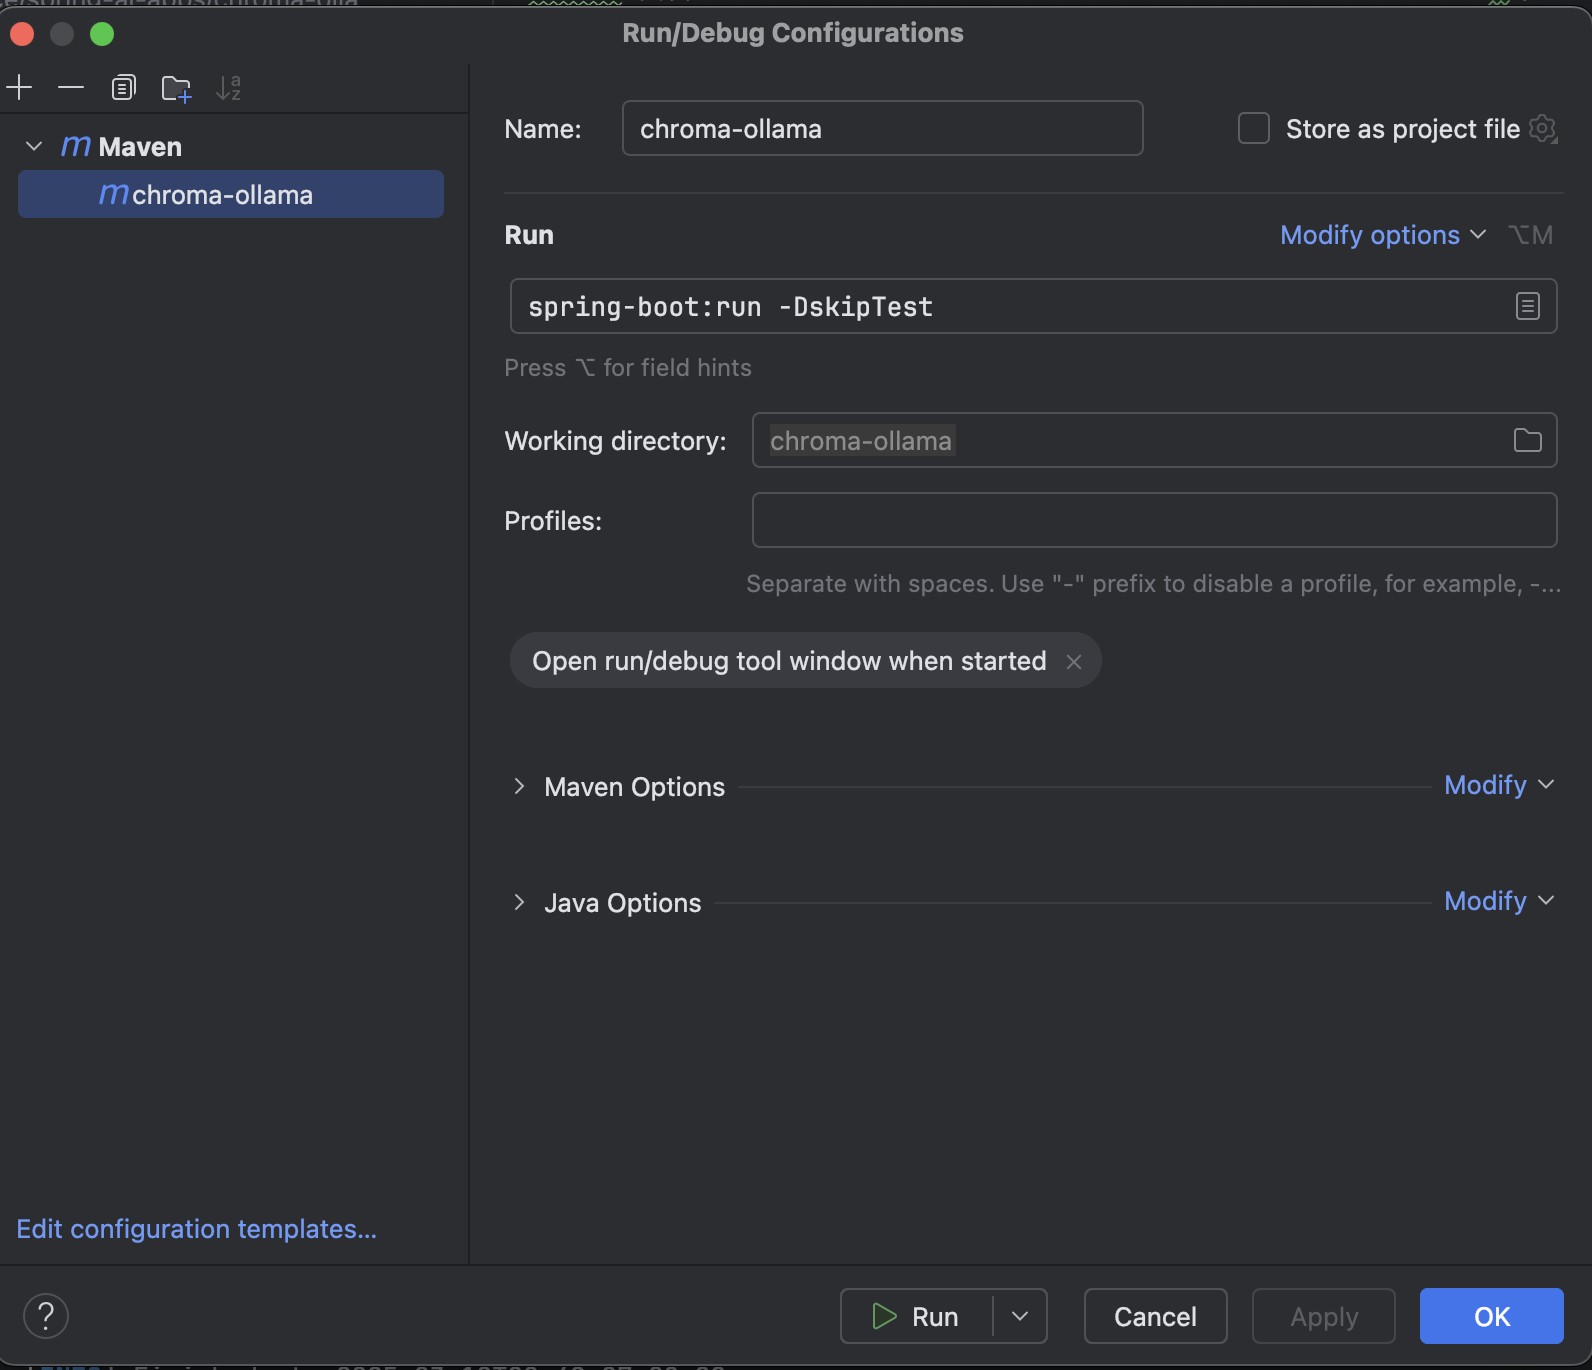 Run/Debug Configurations
Maven
chroma-ollama
Name:
chroma-ollama
Store as project file
Run
Modify options
⌥M
spring-boot:run -DskipTest
Press ⌥ for field hints
Working directory:
chroma-ollama
Profiles:
Separate with spaces. Use "-" prefix to disable a profile, for example, -...
Open run/debug tool window when started
Maven Options
Modify
Java Options
Modify
Edit configuration templates...
?
Run
Cancel
Apply
OK